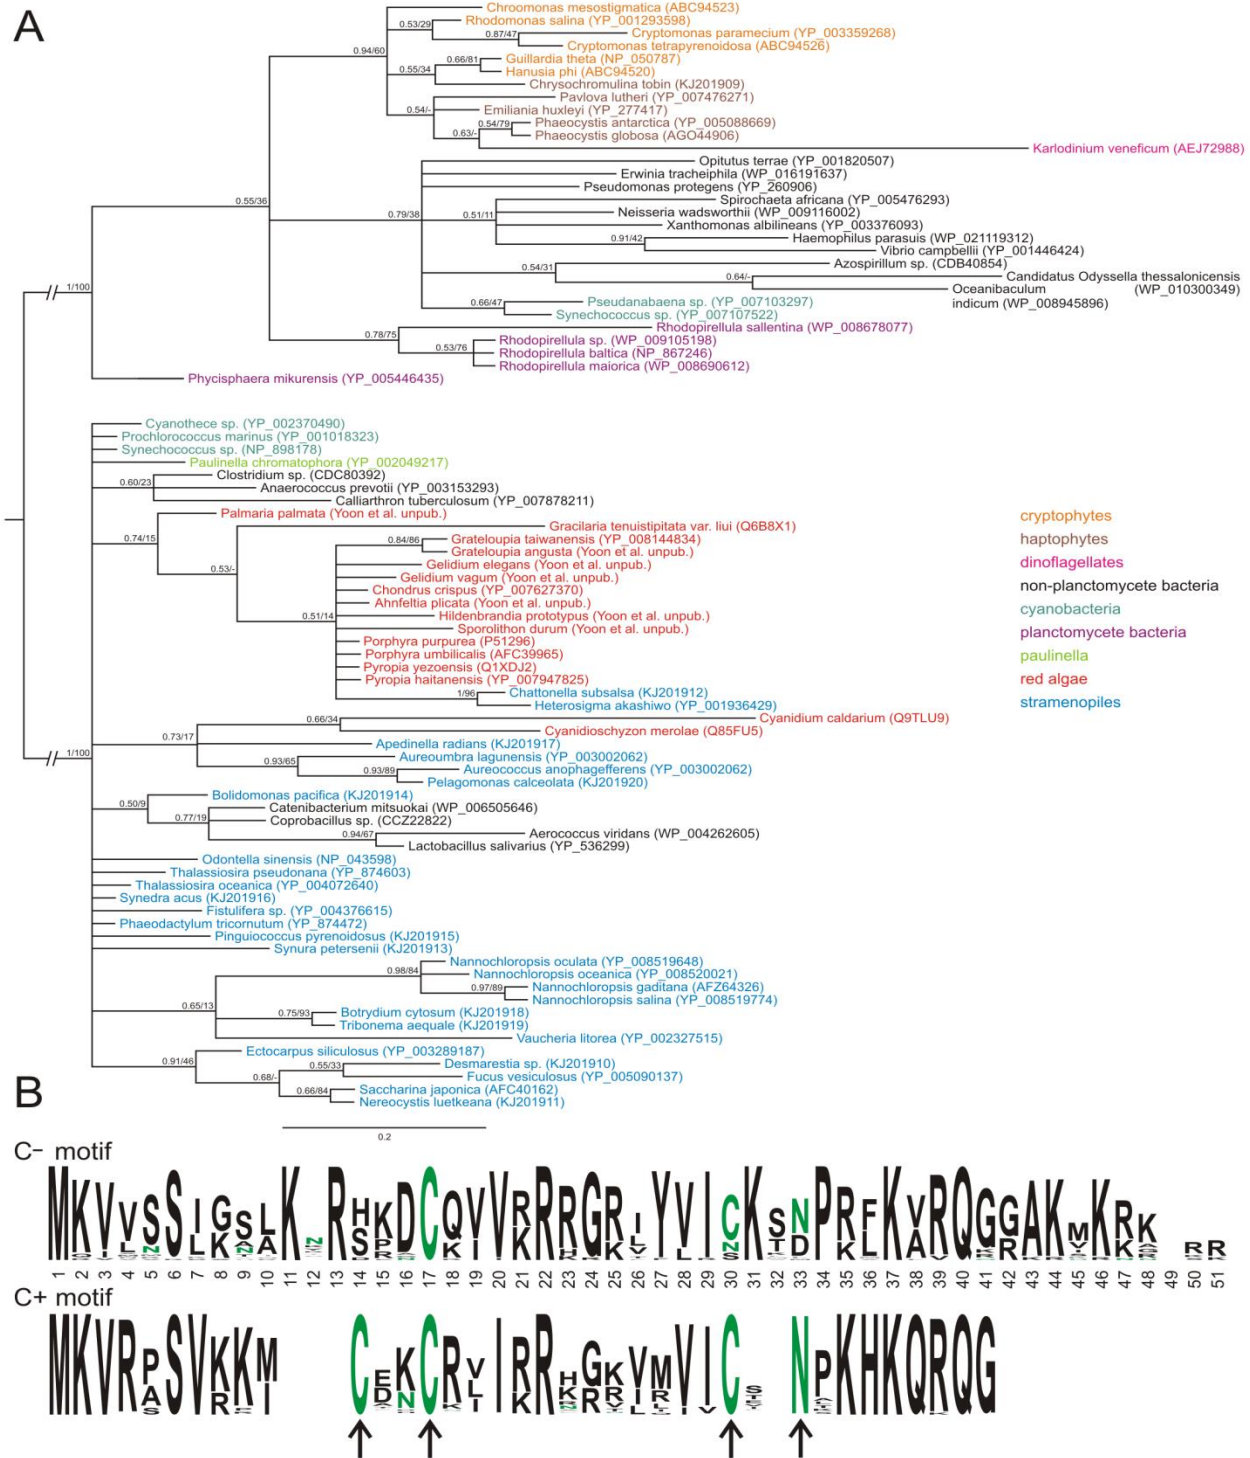 A
Chroomonas mesostigmatica (ABC94523)
0.53/29
Rhodomonas salina (YP_001293598)
0.87/47
Cryptomonas paramecium (YP_003359268)
Cryptomonas tetrapyrenoidosa (ABC94526)
0.94/60
0.66/81
Guillardia theta (NP_050787)
0.55/34
Hanusia phi (ABC94520)
Chrysochromulina tobin (KJ201909)
Pavlova lutheri (YP_007476271)
0.54/-
Emiliania huxleyi (YP_277417)
0.54/79
Phaeocystis antarctica (YP_005088669)
0.63/-
Phaeocystis globosa (AGO44906)
Karlodinium veneficum (AEJ72988)
Opitutus terrae (YP_001820507)
Erwinia tracheiphila (WP_016191637)
Pseudomonas protegens (YP_260906)
0.55/36
Spirochaeta africana (YP_005476293)
0.79/38
0.51/11
Neisseria wadsworthii (WP_009116002)
Xanthomonas albilineans (YP_003376093)
0.91/42
Haemophilus parasuis (WP_021119312)
Vibrio campbellii (YP_001446424)
0.54/31
Azospirillum sp. (CDB40854)
0.64/-
Candidatus Odyssella thessalonicensis
1/100
Oceanibaculum (WP_010300349)
0.66/47
Pseudanabaena sp. (YP_007103297)
indicum (WP_008945896)
Synechococcus sp. (YP_007107522)
0.78/75
Rhodopirellula sallentina (WP_008678077)
0.53/76
Rhodopirellula sp. (WP_009105198)
Rhodopirellula baltica (NP_867246)
Rhodopirellula maiorica (WP_008690612)
Phycisphaera mikurensis (YP_005446435)
Cyanothece sp. (YP_002370490)
Prochlorococcus marinus (YP_001018323)
Synechococcus sp. (NP_898178)
Paulinella chromatophora (YP_002049217)
0.60/23
Clostridium sp. (CDC80392)
Anaerococcus prevotii (YP_003153293)
Calliarthron tuberculosum (YP_007878211)
Palmaria palmata (Yoon et al. unpub.)
0.74/15
Gracilaria tenuistipitata var. liui (Q6B8X1)
0.84/86
Grateloupia taiwanensis (YP_008144834)
Grateloupia angusta (Yoon et al. unpub.)
Gelidium elegans (Yoon et al. unpub.)
0.53/-
Gelidium vagum (Yoon et al. unpub.)
Chondrus crispus (YP_007627370)
Ahnfeltia plicata (Yoon et al. unpub.)
0.51/14
Hildenbrandia prototypus (Yoon et al. unpub.)
Sporolithon durum (Yoon et al. unpub.)
Porphyra purpurea (P51296)
Porphyra umbilicalis (AFC39965)
Pyropia yezoensis (Q1XDJ2)
Pyropia haitanensis (YP_007947825)
1/96
Chattonella subsalsa (KJ201912)
Heterosigma akashiwo (YP_001936429)
0.66/34
Cyanidium caldarium (Q9TLU9)
Cyanidioschyzon merolae (Q85FU5)
0.73/17
Apedinella radians (KJ201917)
1/100
0.93/65
Aureoumbra lagunensis (YP_003002062)
0.93/89
Aureococcus anophagefferens (YP_003002062)
Pelagomonas calceolata (KJ201920)
0.50/9
Bolidomonas pacifica (KJ201914)
Catenibacterium mitsuokai (WP_006505646)
0.77/19
Coprobacillus sp. (CCZ22822)
0.94/67
Aerococcus viridans (WP_004262605)
Lactobacillus salivarius (YP_536299)
Odontella sinensis (NP_043598)
Thalassiosira pseudonana (YP_874603)
Thalassiosira oceanica (YP_004072640)
Synedra acus (KJ201916)
Fistulifera sp. (YP_004376615)
Phaeodactylum tricornutum (YP_874472)
Pinguiococcus pyrenoidosus (KJ201915)
Synura petersenii (KJ201913)
Nannochloropsis oculata (YP_008519648)
0.98/84
Nannochloropsis oceanica (YP_008520021)
0.97/89
Nannochloropsis gaditana (AFZ64326)
Nannochloropsis salina (YP_008519774)
0.65/13
0.75/93
Botrydium cytosum (KJ201918)
Tribonema aequale (KJ201919)
Vaucheria litorea (YP_002327515)
0.91/46
Ectocarpus siliculosus (YP_003289187)
0.55/33
Desmarestia sp. (KJ201910)
0.68/-
Fucus vesiculosus (YP_005090137)
0.66/84
Saccharina japonica (AFC40162)
Nereocystis luetkeana (KJ201911)
0.2
cryptophytes
haptophytes
dinoflagellates
non-planctomycete bacteria
cyanobacteria
planctomycete bacteria
paulinella
red algae
stramenopiles
B
C− motif
MKVVSSIGSLKNRHKDCQVVRRRGRIYVICKSNPRFKVRQGGAKMKRK RR
1 2 3 4 5 6 7 8 9 10 11 12 13 14 15 16 17 18 19 20 21 22 23 24 25 26 27 28 29 30 31 32 33 34 35 36 37 38 39 40 41 42 43 44 45 46 47 48 49 50 51
C+ motif
MKVRPSVKKM CEKCRVIRRHGKVMVIC N PKHKQRQG